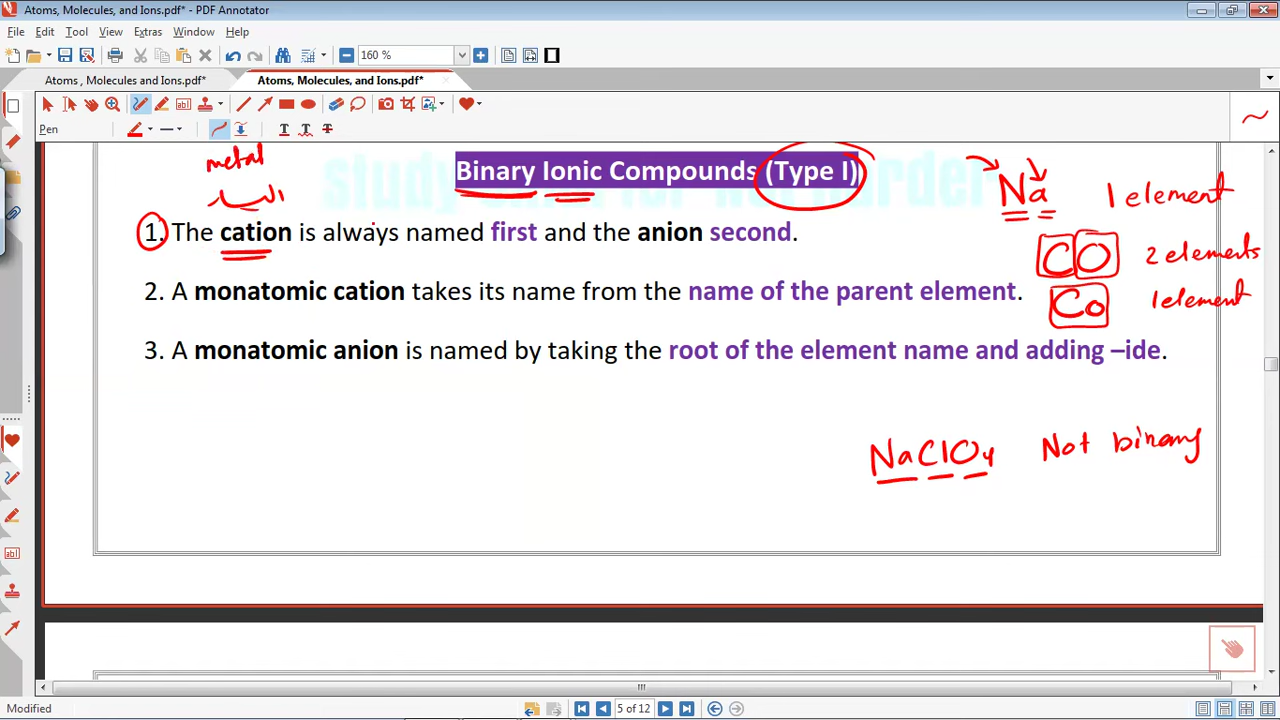 Atoms, Molecules, and Ions.pdf* - PDF Annotator
File Edit Tool View Extras Window Help
160 %
Atoms , Molecules and Ions.pdf* Atoms, Molecules, and Ions.pdf*
Pen
metal
Binary Ionic Compounds (Type I)
Na 1 element
1. The cation is always named first and the anion second.
CO 2 elements
2. A monatomic cation takes its name from the name of the parent element.
Co 1 element
3. A monatomic anion is named by taking the root of the element name and adding –ide.
NaClO4 Not binary
Modified 5 of 12